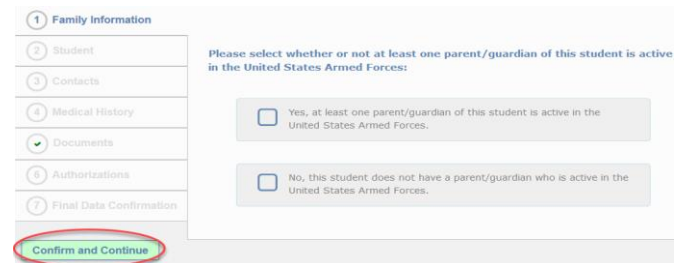 1 Family Information
2 Student
3 Contacts
4 Medical History
Documents
6 Authorizations
7 Final Data Confirmation
Confirm and Continue
Please select whether or not at least one parent/guardian of this student is active
in the United States Armed Forces:
Yes, at least one parent/guardian of this student is active in the
United States Armed Forces.
No, this student does not have a parent/guardian who is active in the
United States Armed Forces.